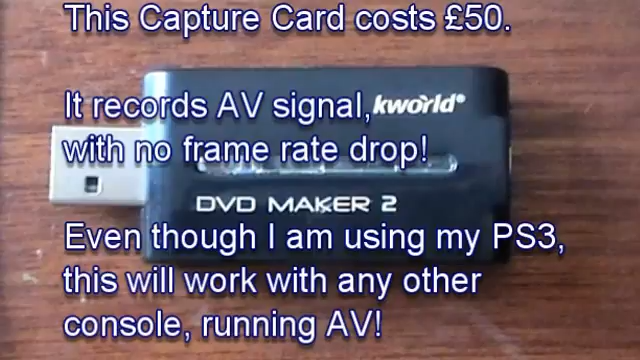 This Capture Card costs £50.
It records AV signal,
kworld®
with no frame rate drop!
DVD MAKER 2
Even though I am using my PS3,
this will work with any other
console, running AV!